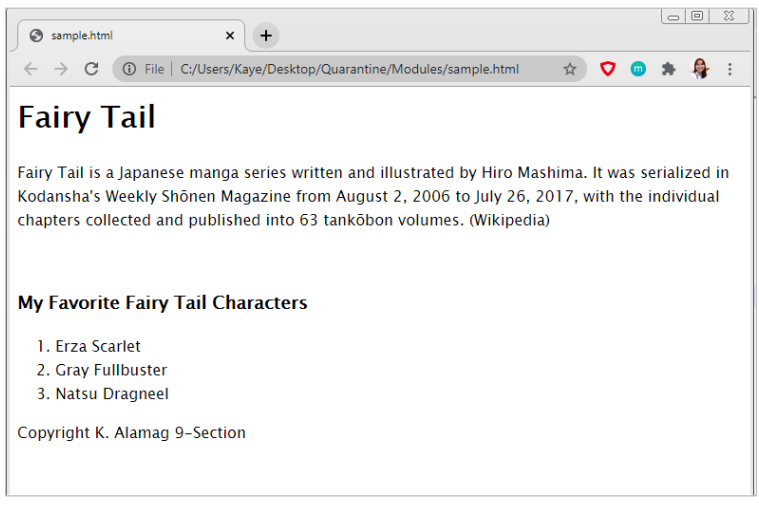 sample.html
File | C:/Users/Kaye/Desktop/Quarantine/Modules/sample.html
m
Fairy Tail
Fairy Tail is a Japanese manga series written and illustrated by Hiro Mashima. It was serialized in
Kodansha's Weekly Shōnen Magazine from August 2, 2006 to July 26, 2017, with the individual
chapters collected and published into 63 tankōbon volumes. (Wikipedia)
My Favorite Fairy Tail Characters
1. Erza Scarlet
2. Gray Fullbuster
3. Natsu Dragneel
Copyright K. Alamag 9-Section